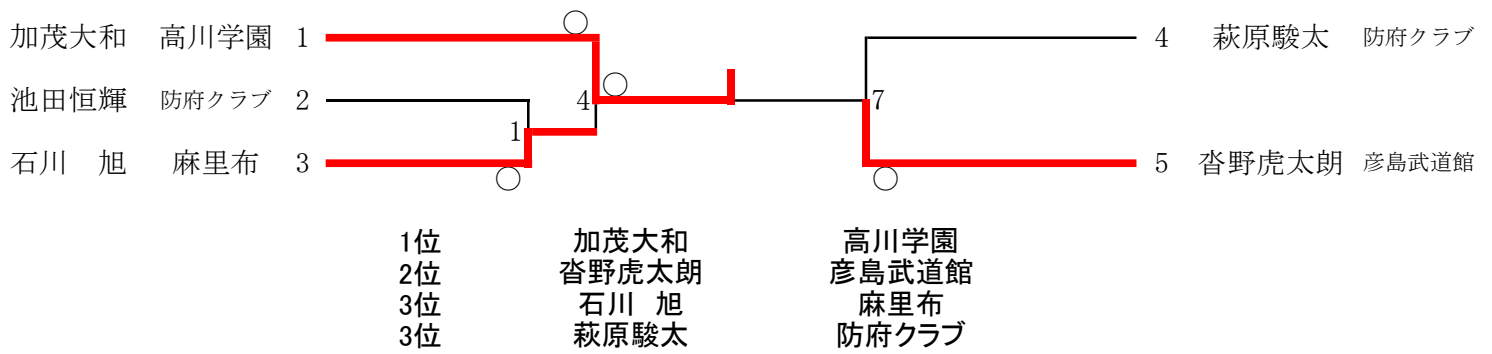 加茂大和 高川学園 1
池田恒輝 防府クラブ 2
石川 旭 麻里布 3
1
4
7
4 萩原駿太 防府クラブ
5 沓野虎太朗 彦島武道館
1位 加茂大和 高川学園
2位 沓野虎太朗 彦島武道館
3位 石川 旭 麻里布
3位 萩原駿太 防府クラブ